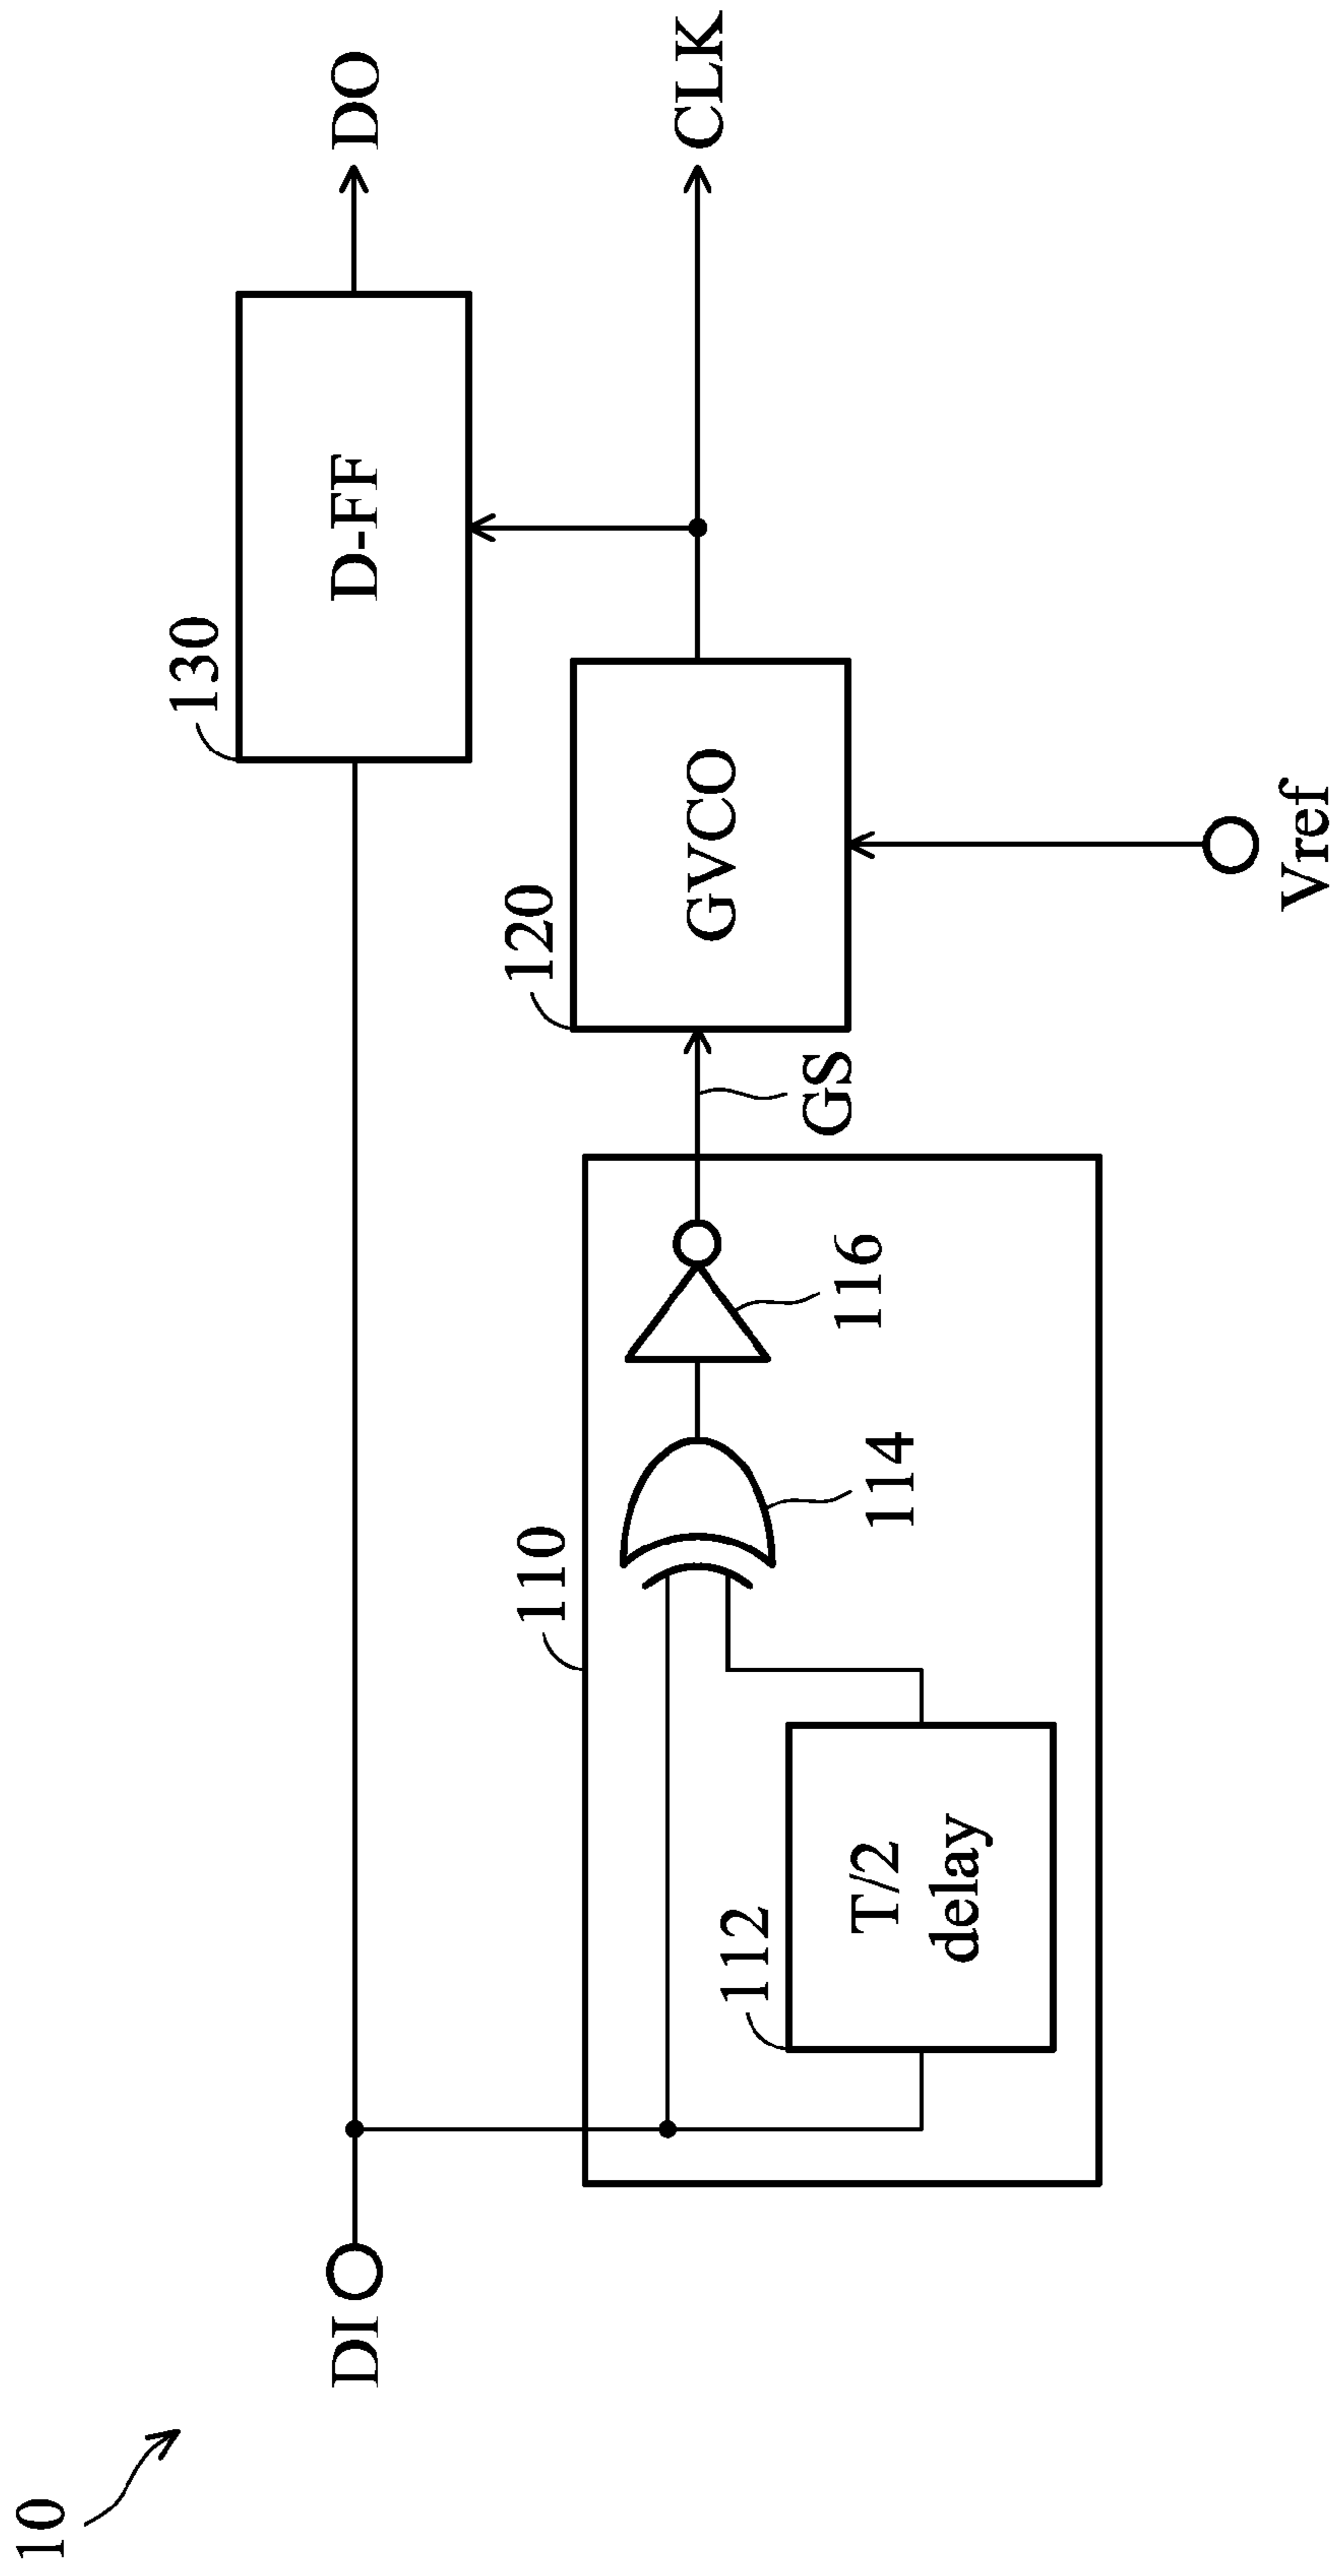 10
130
D-FF
DO
DI
120
GVCO
CLK
110
GS
116
114
112
T/2
delay
Vref